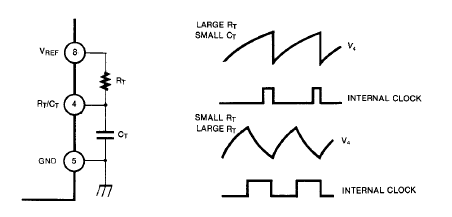 VREF 8
RT
RT/CT 4
CT
GND 5
LARGE RT
SMALL CT
V4
INTERNAL CLOCK
SMALL RT
LARGE RT
V4
INTERNAL CLOCK